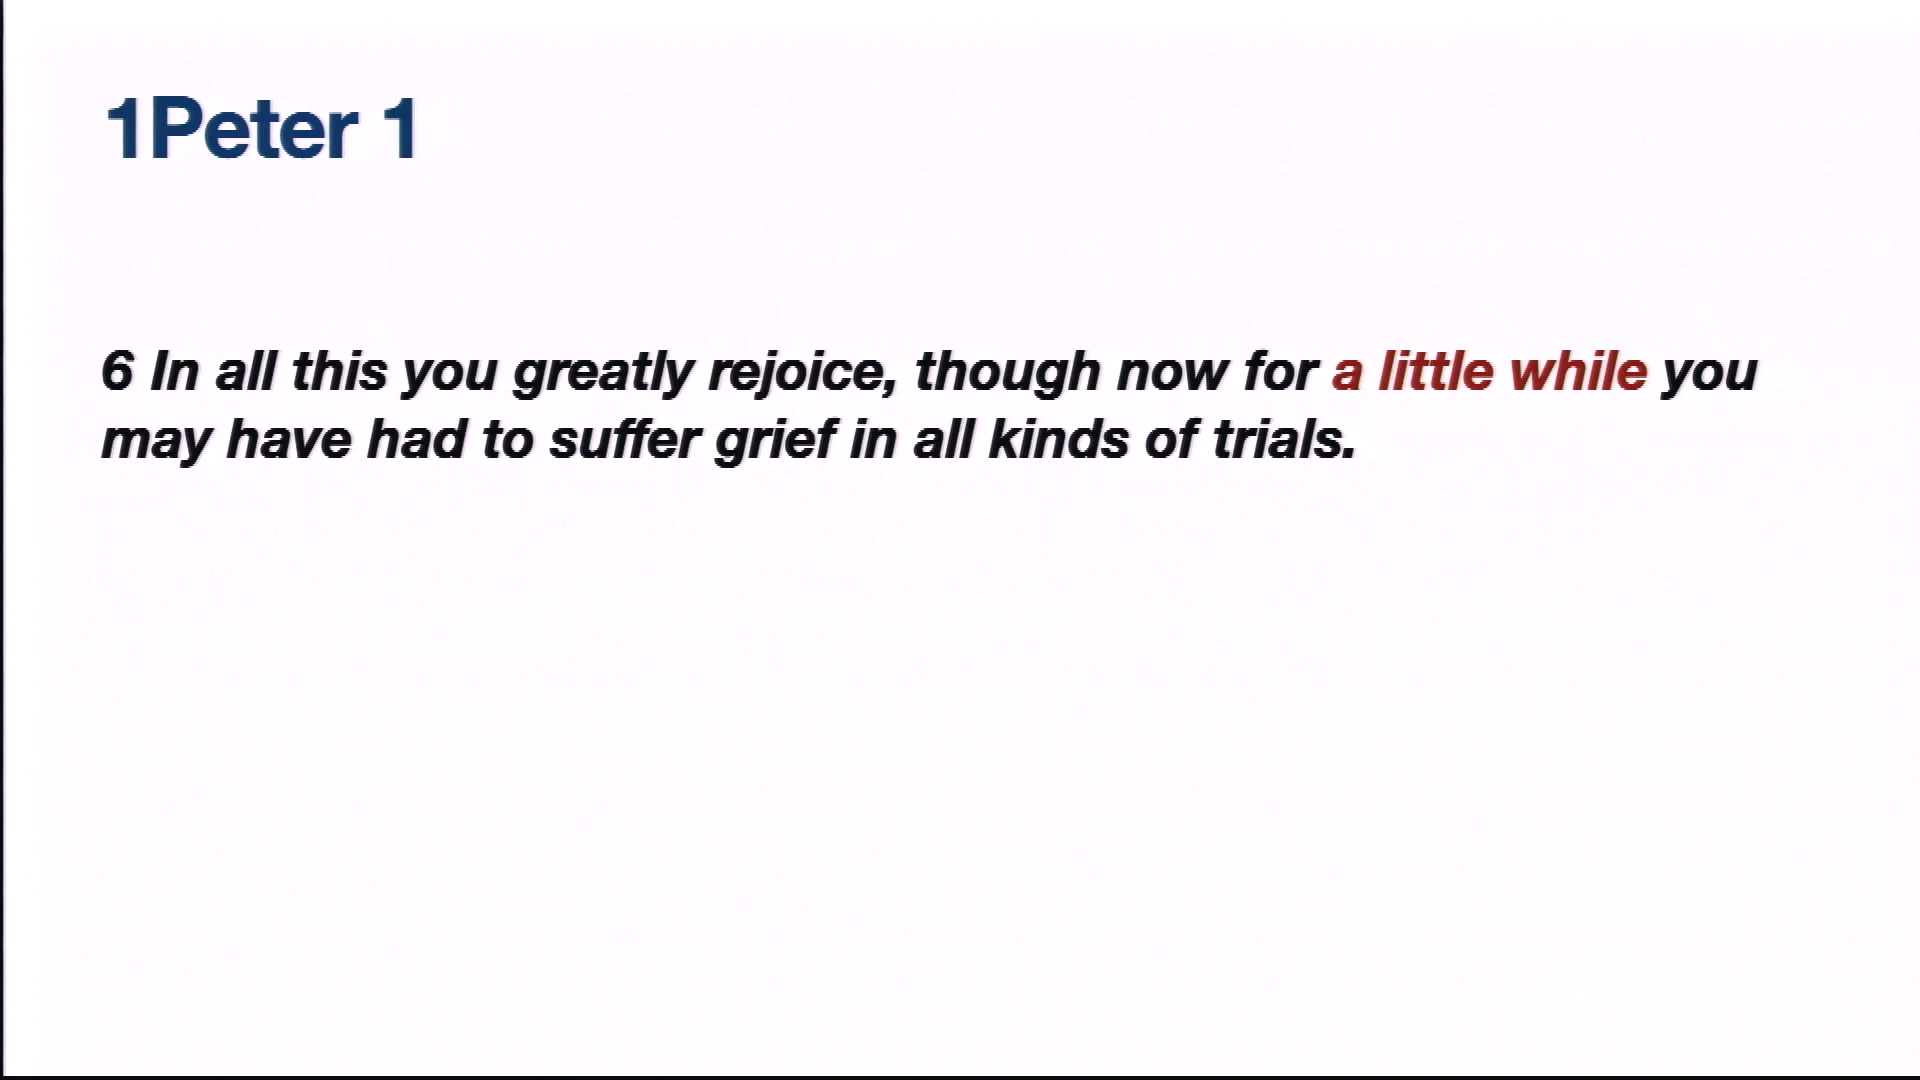 1Peter 1
6 In all this you greatly rejoice, though now for a little while you
may have had to suffer grief in all kinds of trials.